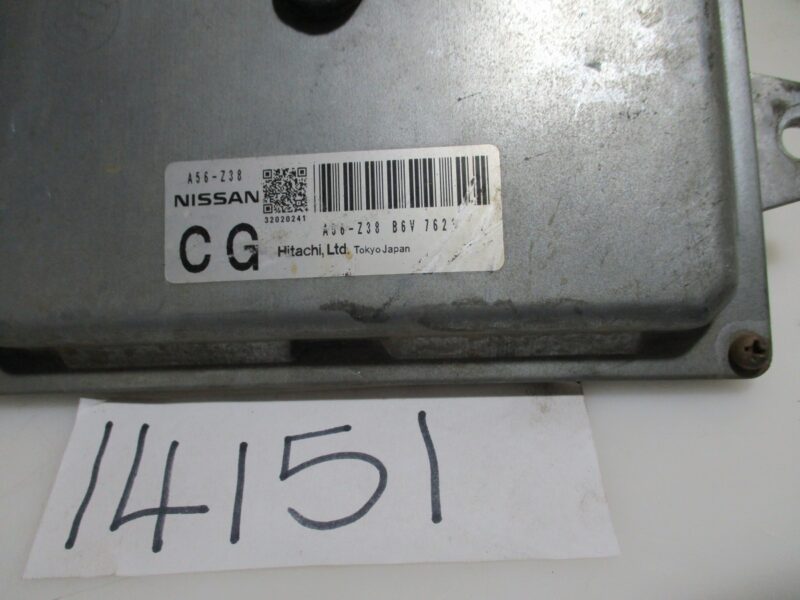 A56-Z38
NISSAN
32020241
A56-Z38 B6V 762
CG
Hitachi, Ltd. Tokyo Japan
14151